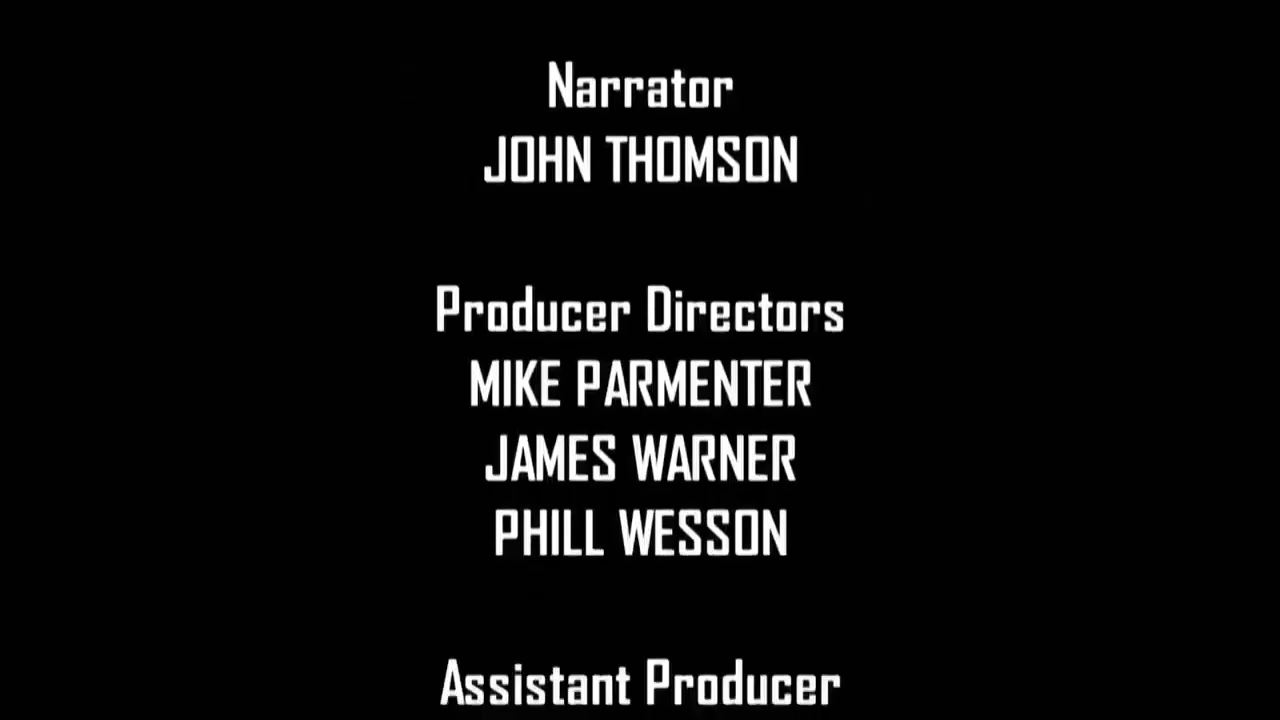 Narrator
JOHN THOMSON
Producer Directors
MIKE PARMENTER
JAMES WARNER
PHILL WESSON
Assistant Producer